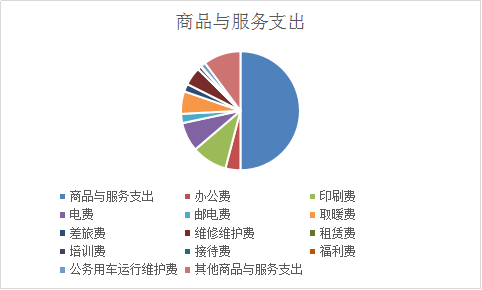 商品与服务支出
商品与服务支出 办公费 印刷费
电费 邮电费 取暖费
差旅费 维修维护费 租赁费
培训费 接待费 福利费
公务用车运行维护费 其他商品与服务支出